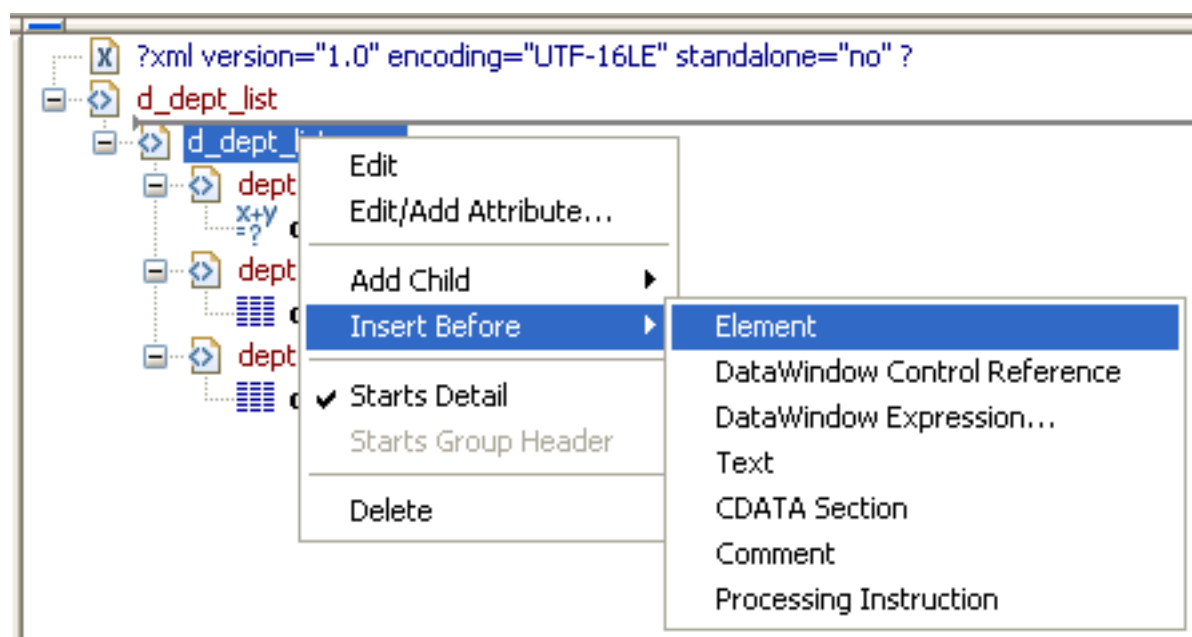 ?xml version="1.0" encoding="UTF-16LE" standalone="no" ?
d_dept_list
d_dept_l
dept
dept
dept
Edit
Edit/Add Attribute...
Add Child
Insert Before
Starts Detail
Starts Group Header
Delete
Element
DataWindow Control Reference
DataWindow Expression...
Text
CDATA Section
Comment
Processing Instruction